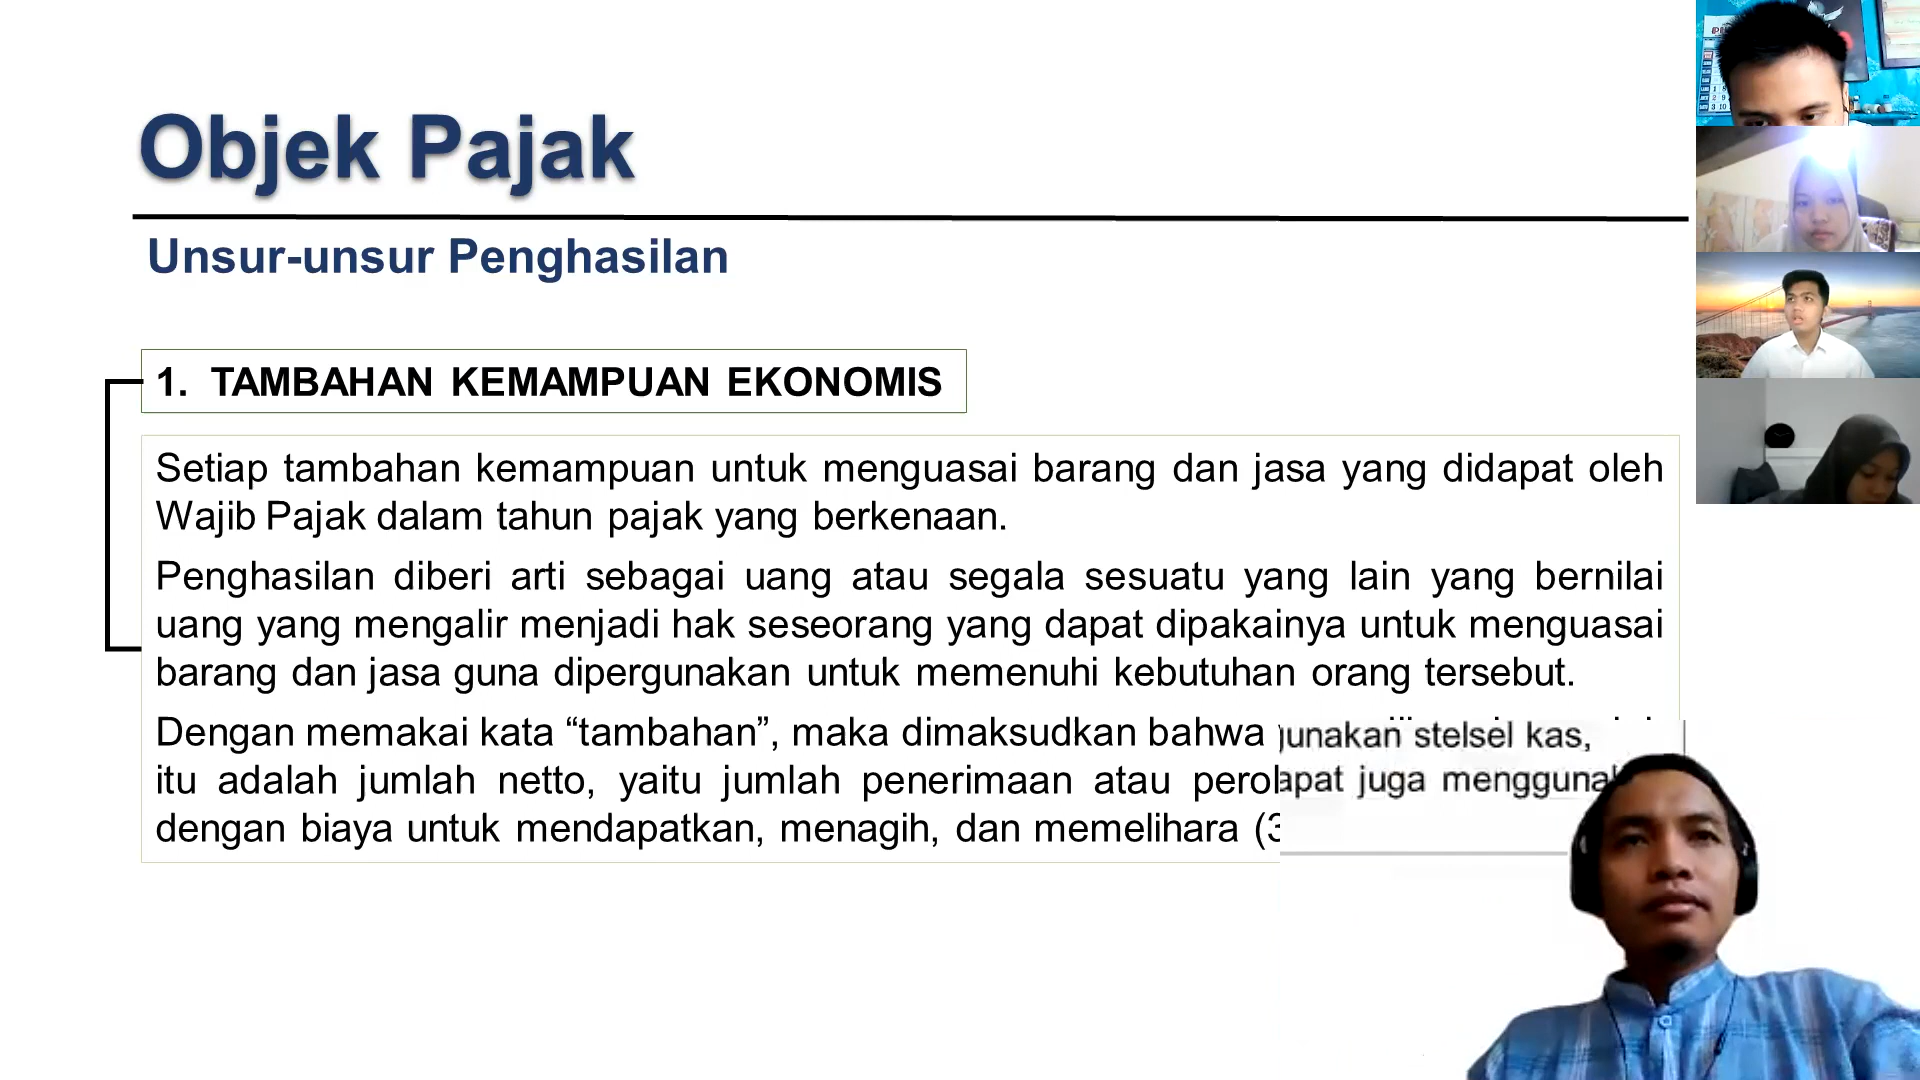 Objek Pajak
Unsur-unsur Penghasilan
1. TAMBAHAN KEMAMPUAN EKONOMIS
Setiap tambahan kemampuan untuk menguasai barang dan jasa yang didapat oleh
Wajib Pajak dalam tahun pajak yang berkenaan.
Penghasilan diberi arti sebagai uang atau segala sesuatu yang lain yang bernilai
uang yang mengalir menjadi hak seseorang yang dapat dipakainya untuk menguasai
barang dan jasa guna dipergunakan untuk memenuhi kebutuhan orang tersebut.
Dengan memakai kata “tambahan”, maka dimaksudkan bahwa
itu adalah jumlah netto, yaitu jumlah penerimaan atau
dengan biaya untuk mendapatkan, menagih, dan memelihara (3
stelsel kas,
juga